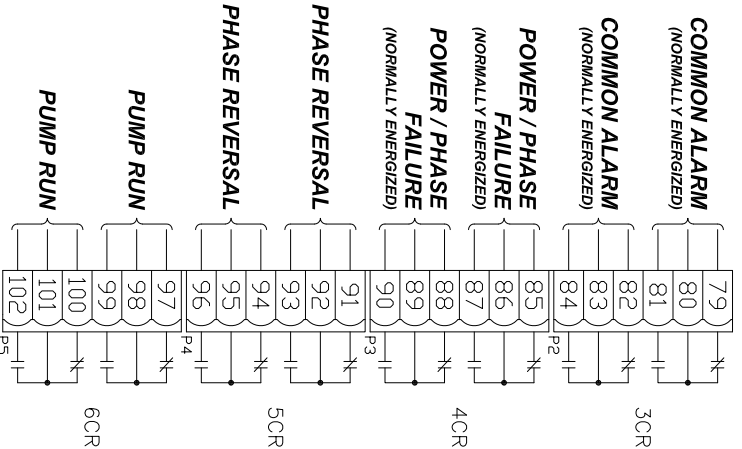 COMMON ALARM
(NORMALLY ENERGIZED)
79
80
81
3CR
COMMON ALARM
(NORMALLY ENERGIZED)
82
83
84
P2
POWER / PHASE
FAILURE
(NORMALLY ENERGIZED)
85
86
87
4CR
POWER / PHASE
FAILURE
(NORMALLY ENERGIZED)
88
89
90
P3
PHASE REVERSAL
91
92
93
5CR
PHASE REVERSAL
94
95
96
P4
PUMP RUN
97
98
99
6CR
PUMP RUN
100
101
102
P5